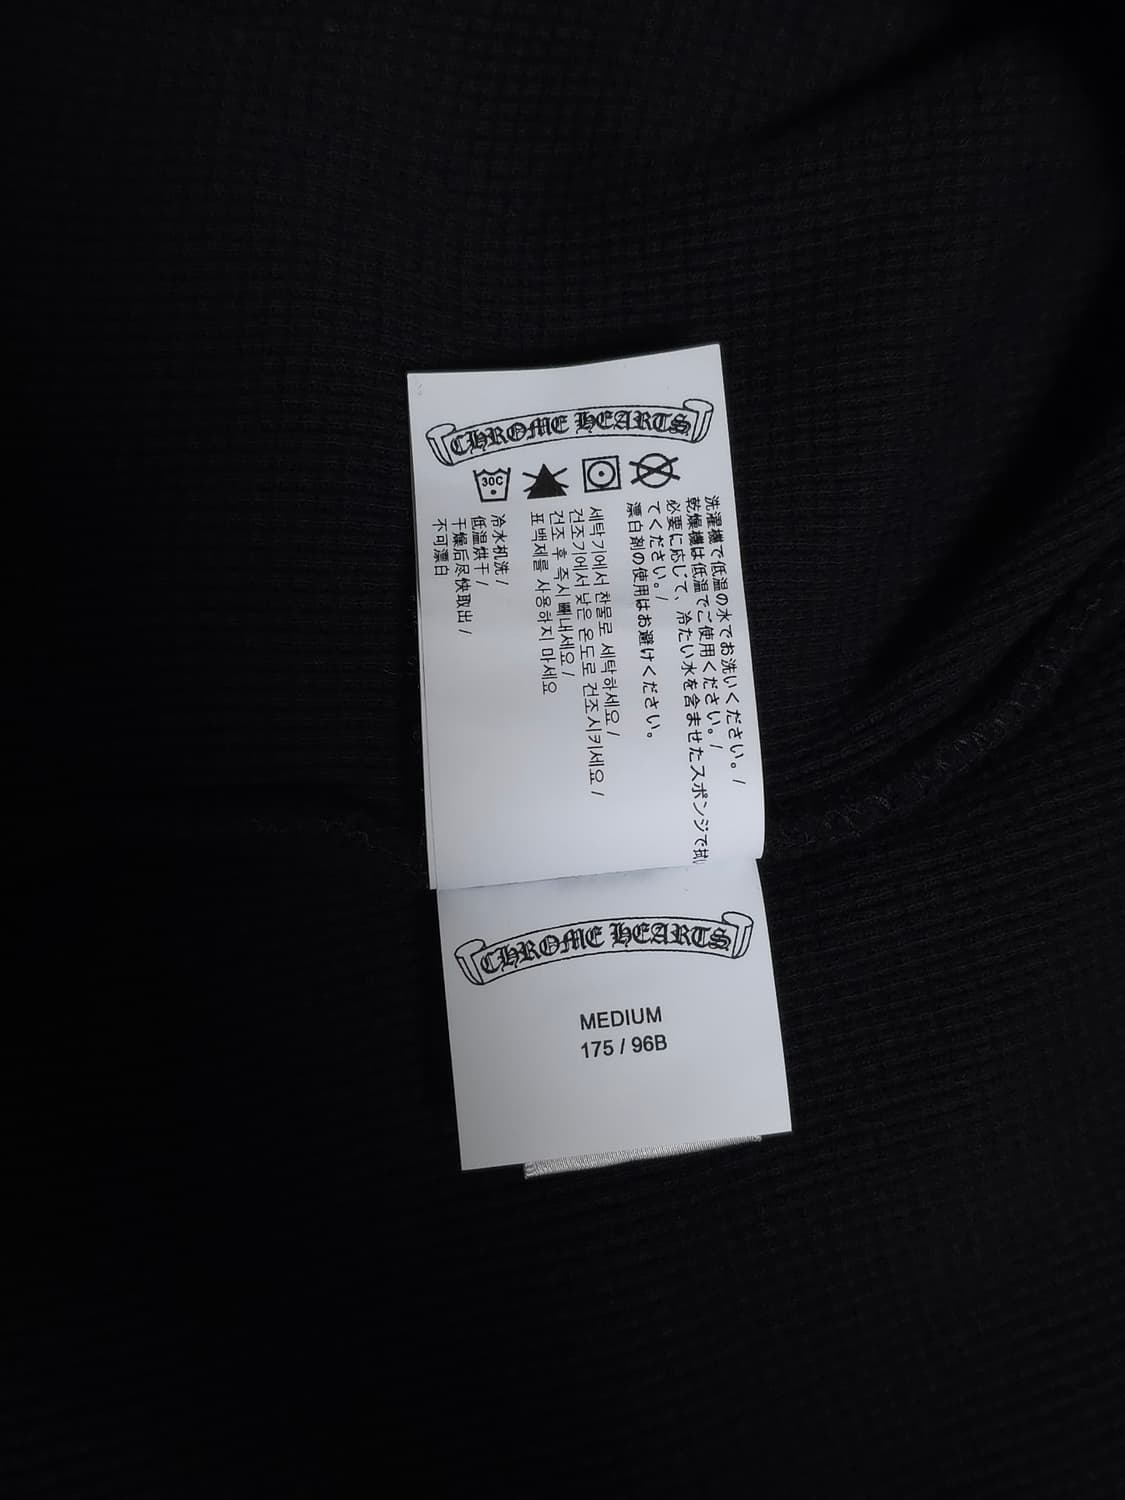 CHROME HEARTS
30C
洗濯機で低温の水でお洗いください。/
乾燥機は低温でご使用ください。/
必要に応じて、冷たい水を含ませたスポンジで拭い
てください。/
漂白剤の使用はお避けください。
세탁기에서 찬물로 세탁하세요 /
건조기에서 낮은 온도로 건조시키세요 /
건조 후 즉시 빼내세요 /
표백제를 사용하지 마세요
冷水机洗 /
低温烘干 /
干燥后尽快取出 /
不可漂白
CHROME HEARTS
MEDIUM
175 / 96B